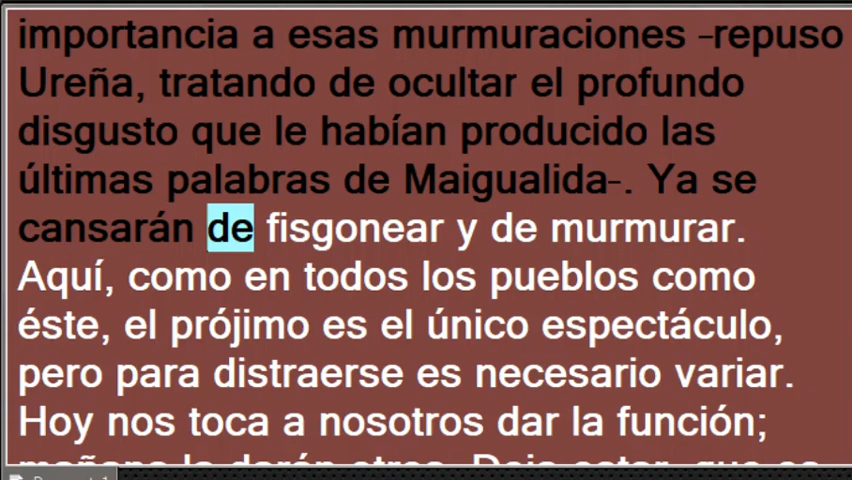 importancia a esas murmuraciones -repuso
Ureña, tratando de ocultar el profundo
disgusto que le habían producido las
últimas palabras de Maigualida-. Ya se
cansarán de fisgonear y de murmurar.
Aquí, como en todos los pueblos como
éste, el prójimo es el único espectáculo,
pero para distraerse es necesario variar.
Hoy nos toca a nosotros dar la función;